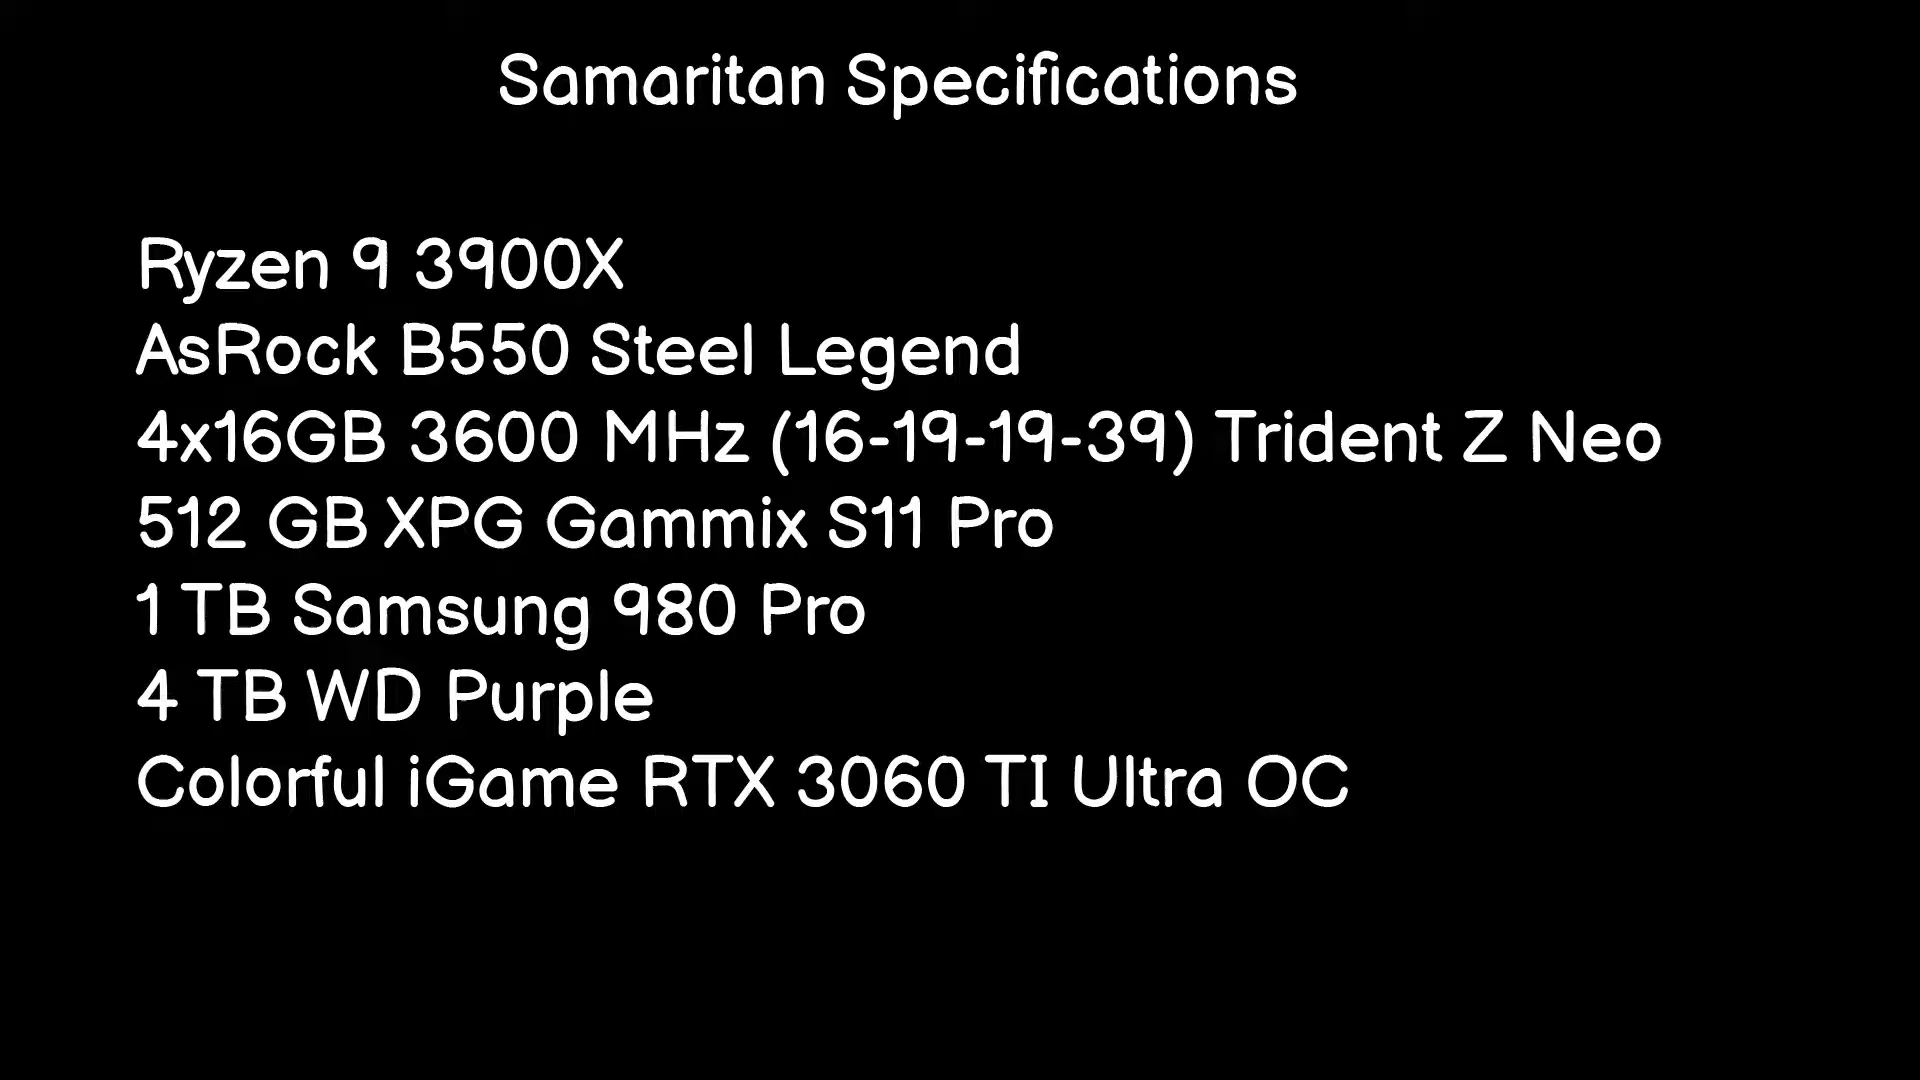 Samaritan Specifications
Ryzen 9 3900X
AsRock B550 Steel Legend
4x16GB 3600 MHz (16-19-19-39) Trident Z Neo
512 GB XPG Gammix S11 Pro
1 TB Samsung 980 Pro
4 TB WD Purple
Colorful iGame RTX 3060 TI Ultra OC